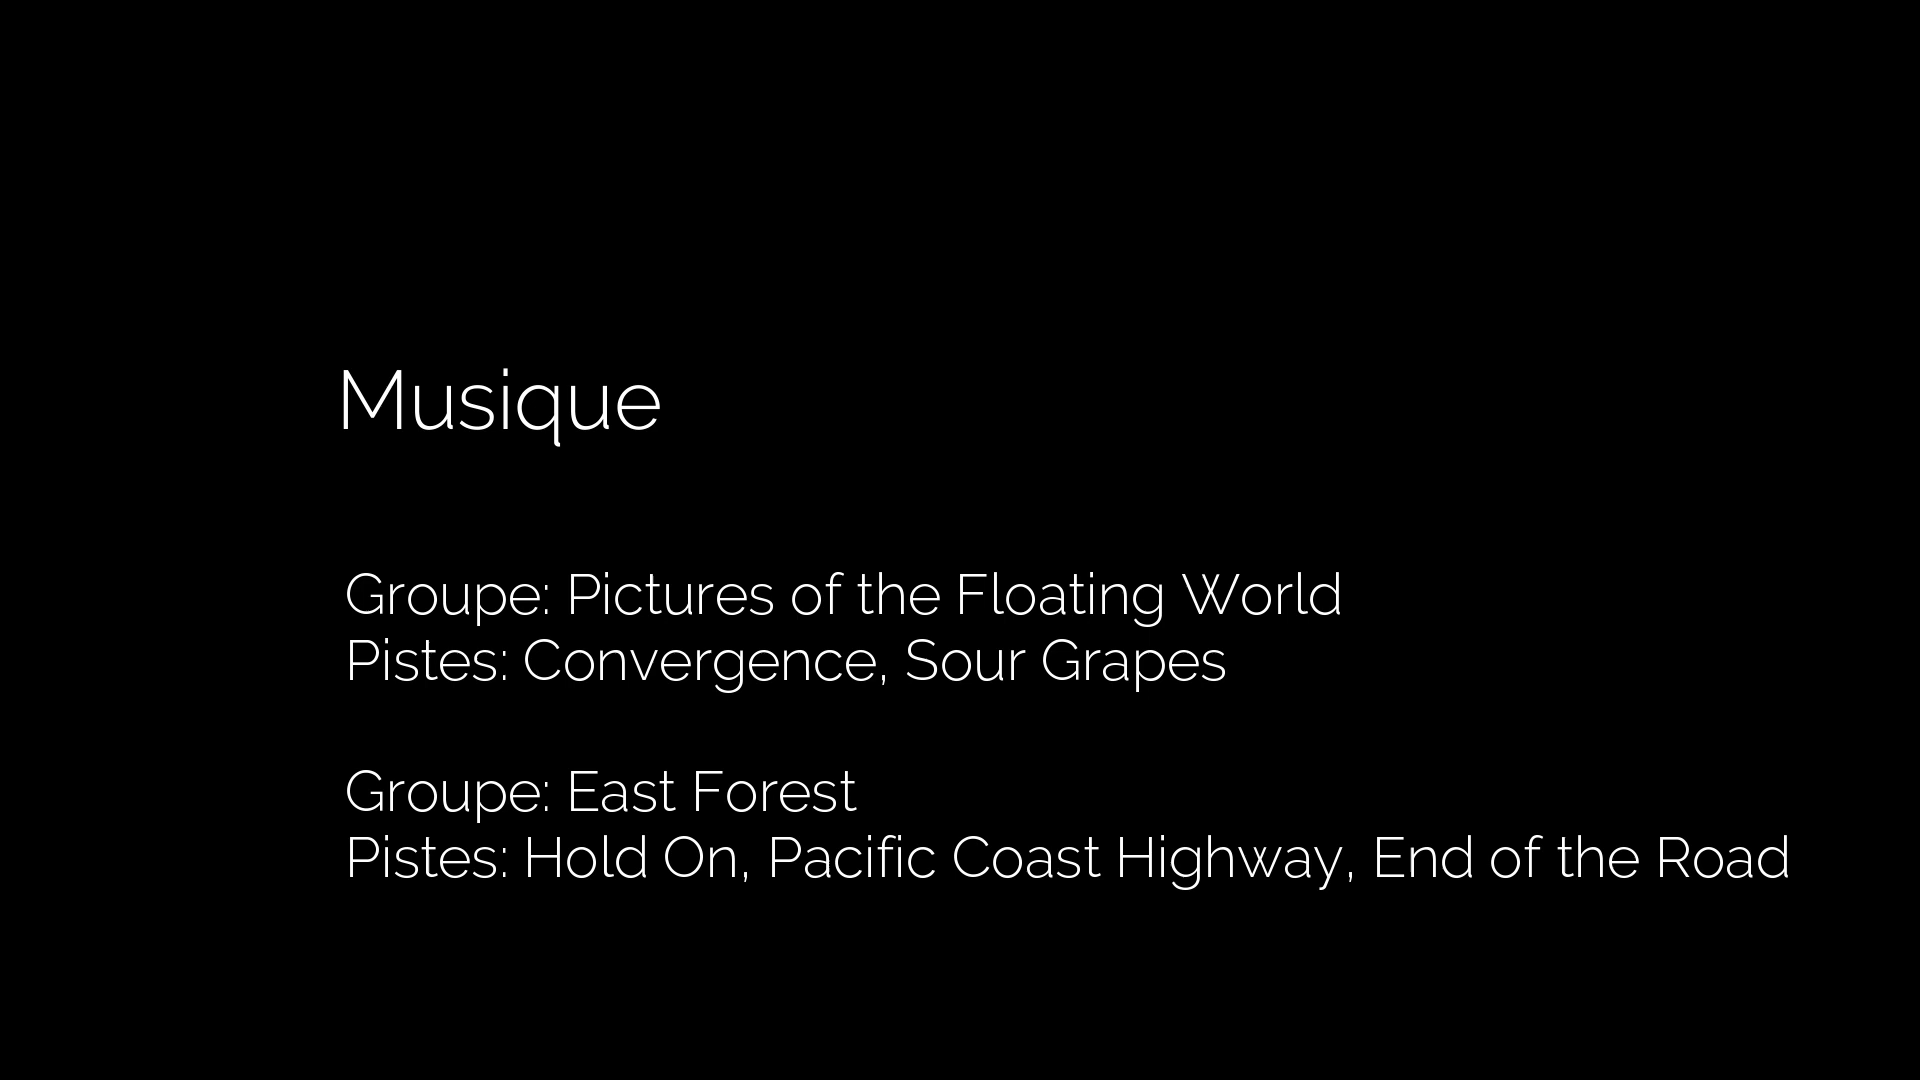 Musique
Groupe: Pictures of the Floating World
Pistes: Convergence, Sour Grapes
Groupe: East Forest
Pistes: Hold On, Pacific Coast Highway, End of the Road